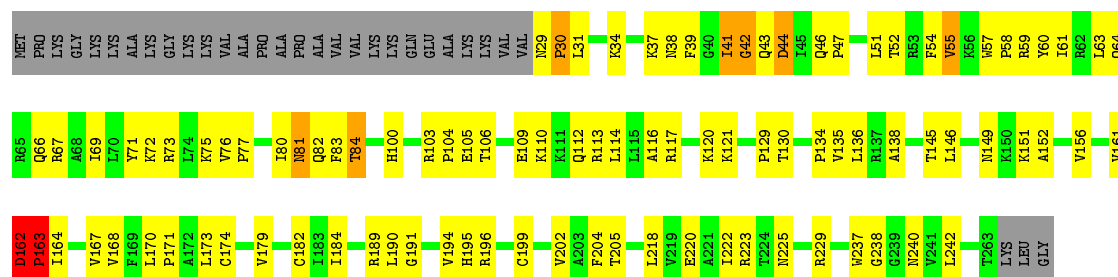 MET PRO LYS GLY LYS LYS ALA LYS GLY LYS LYS VAL ALA PRO ALA PRO ALA VAL VAL LYS LYS GLN GLU ALA LYS LYS VAL VAL N29 P30 L31 K34 K37 N38 F39 G40 I41 G42 Q43 D44 I45 Q46 P47 L51 T52 R53 F54 V55 K56 W57 P58 R59 Y60 I61 R62 L63 Q64
R65 Q66 R67 A68 I69 L70 Y71 K72 R73 L74 K75 V76 P77 I80 N81 Q82 F83 T84 H100 R103 P104 E105 T106 E109 K110 K111 Q112 R113 L114 L115 A116 R117 K120 K121 P129 T130 P134 V135 L136 R137 A138 T145 L146 N149 K150 K151 A152 V156 V161
D162 P163 I164 V167 V168 F169 L170 P171 A172 L173 C174 V179 C182 I183 I184 R189 L190 G191 V194 H195 R196 C199 V202 A203 F204 T205 L218 V219 E220 A221 I222 R223 T224 N225 R229 W237 G238 G239 N240 V241 L242 T263 LYS LEU GLY